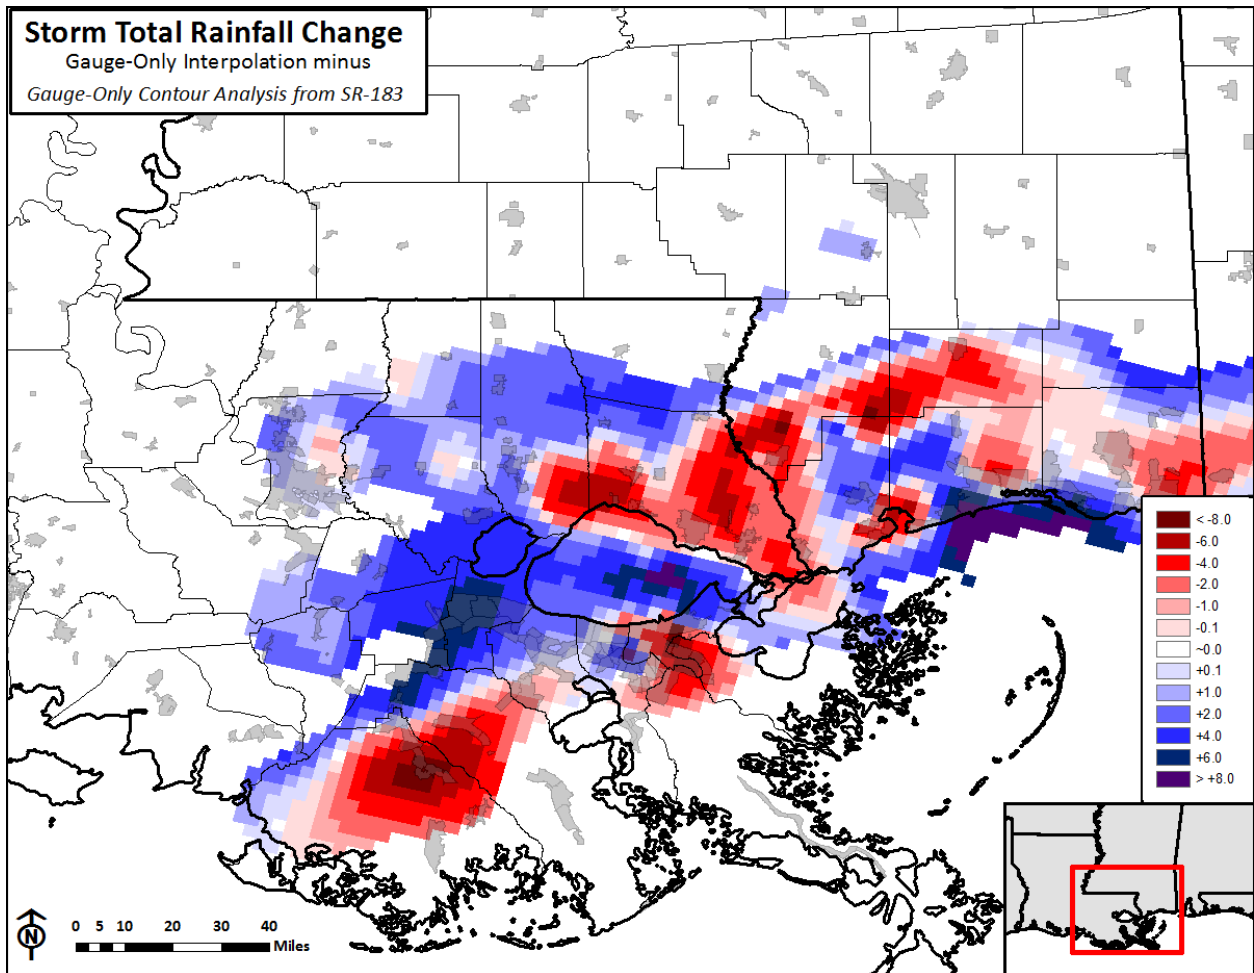 Storm Total Rainfall Change
Gauge-Only Interpolation minus
Gauge-Only Contour Analysis from SR-183
< -8.0
-6.0
-4.0
-2.0
-1.0
-0.1
~0.0
+0.1
+1.0
+2.0
+4.0
+6.0
> +8.0
N
0 5 10 20 30 40
Miles